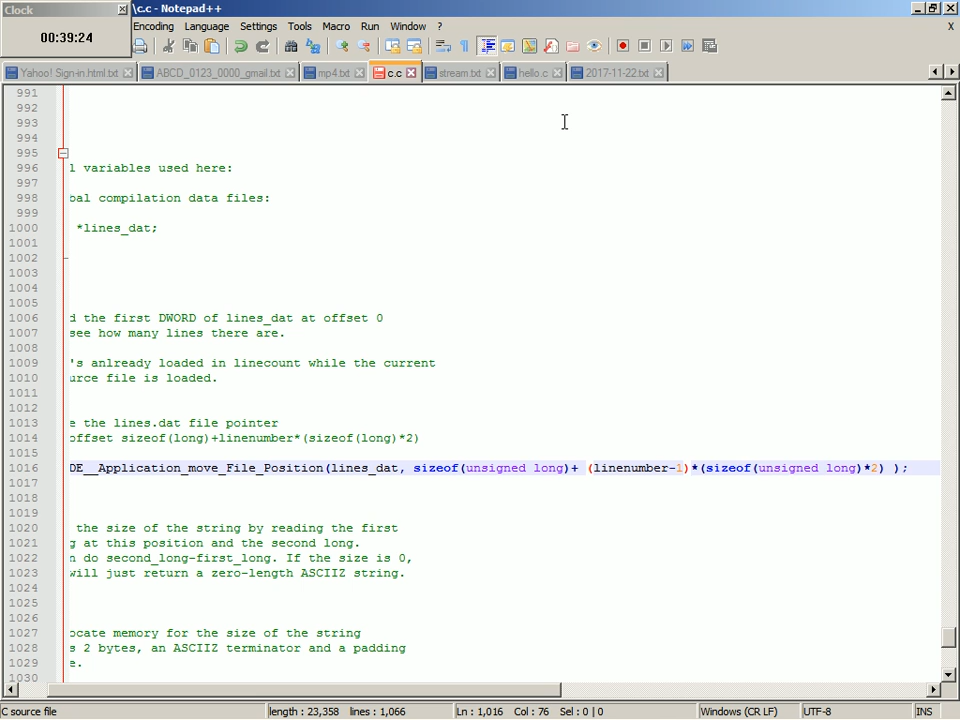 Clock
00:39:24
\c.c - Notepad++
Encoding Language Settings Tools Macro Run Window ? X
Yahoo! Sign-in.html.txt ABCD_0123_0000_gmail.txt mp4.txt c.c stream.txt hello.c 2017-11-22.txt
991
992
993
994
995
996 l variables used here:
997
998 bal compilation data files:
999
1000 *lines_dat;
1001
1002
1003
1004
1005
1006 d the first DWORD of lines_dat at offset 0
1007 see how many lines there are.
1008
1009 's anlready loaded in linecount while the current
1010 urce file is loaded.
1011
1012
1013 e the lines.dat file pointer
1014 offset sizeof(long)+linenumber*(sizeof(long)*2)
1015
1016 DE__Application_move_File_Position(lines_dat, sizeof(unsigned long)+ (linenumber-1)*(sizeof(unsigned long)*2) );
1017
1018
1019
1020 the size of the string by reading the first
1021 g at this position and the second long.
1022 n do second_long-first_long. If the size is 0,
1023 will just return a zero-length ASCIIZ string.
1024
1025
1026
1027 ocate memory for the size of the string
1028 s 2 bytes, an ASCIIZ terminator and a padding
1029 e.
1030
C source file length : 23,358 lines : 1,066 Ln : 1,016 Col : 76 Sel : 0 | 0 Windows (CR LF) UTF-8 INS